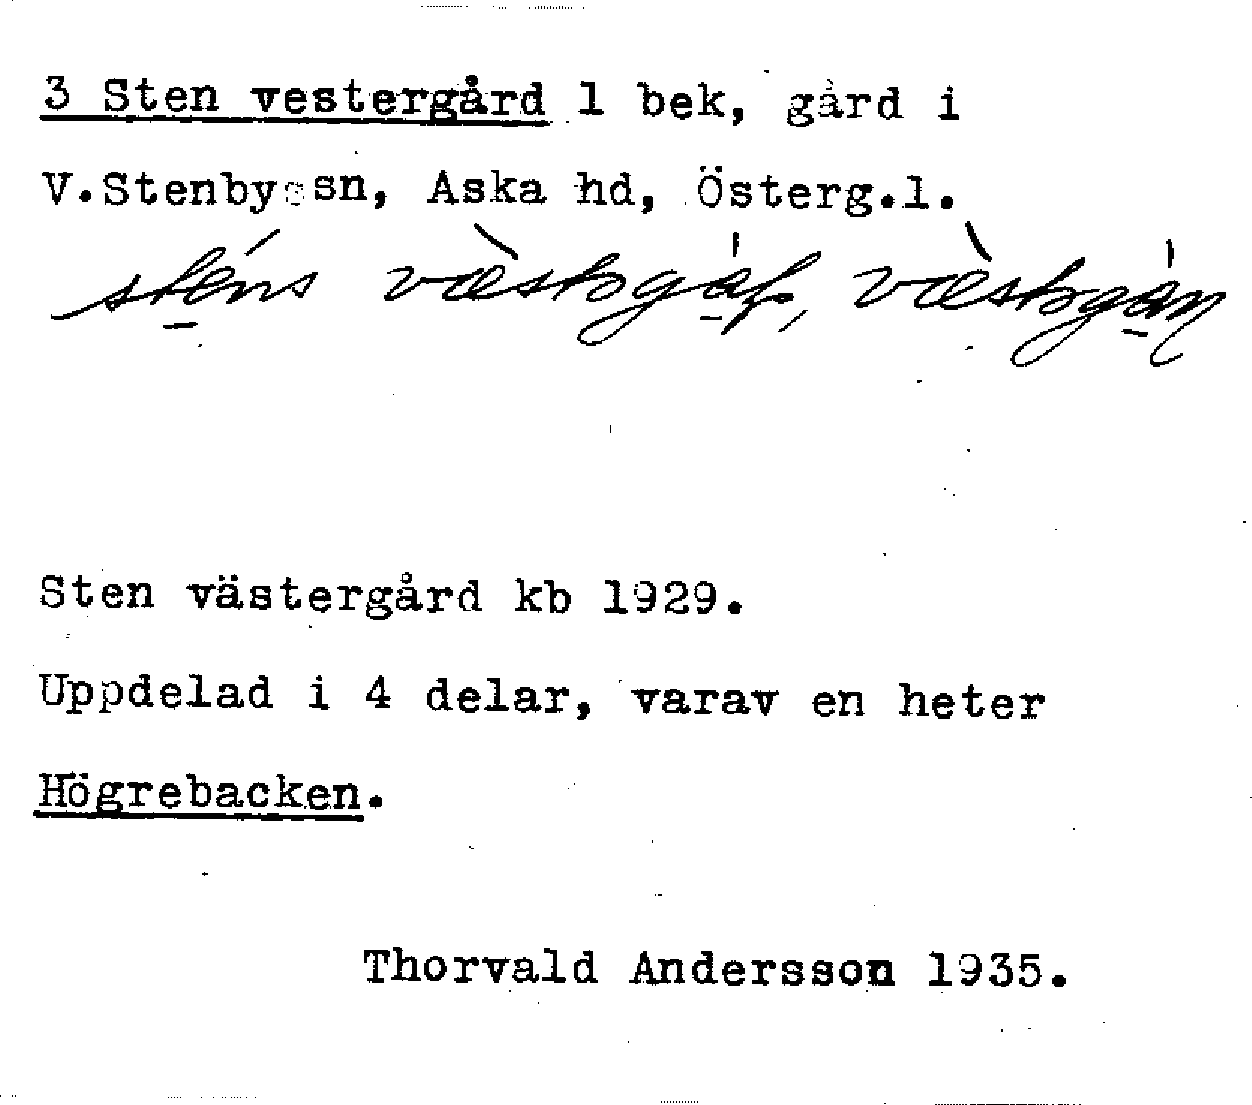 3 Sten vestergård 1 bek, gård i
V.Stenby sn, Aska hd, Österg.l.
sténs
Sten västergård kb 1929.
Uppdelad i 4 delar, varav en heter
Högrebacken.
Thorvald Andersson 1935.